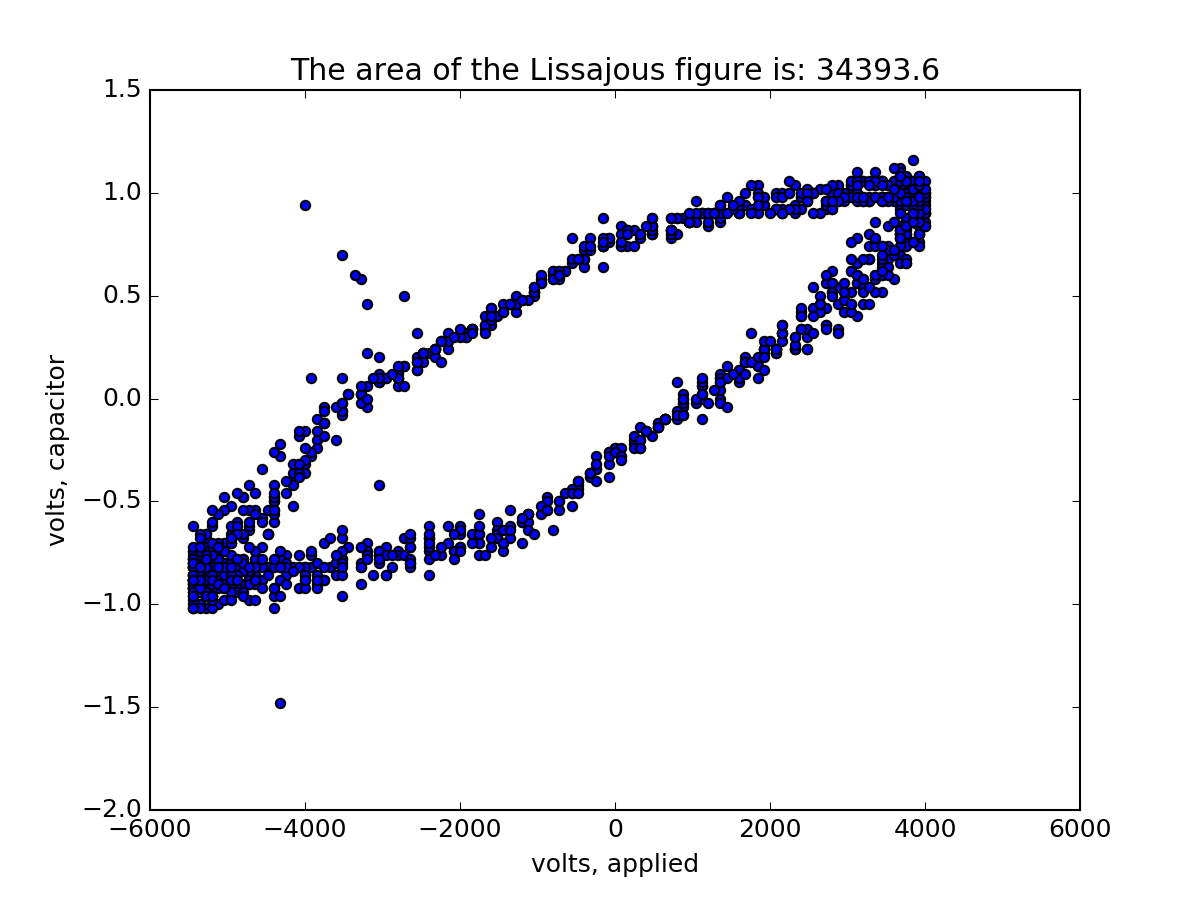 The area of the Lissajous figure is: 34393.6
1.5
1.0
0.5
0.0
−0.5
−1.0
−1.5
−2.0
−6000 −4000 −2000 0 2000 4000 6000
volts, capacitor
volts, applied